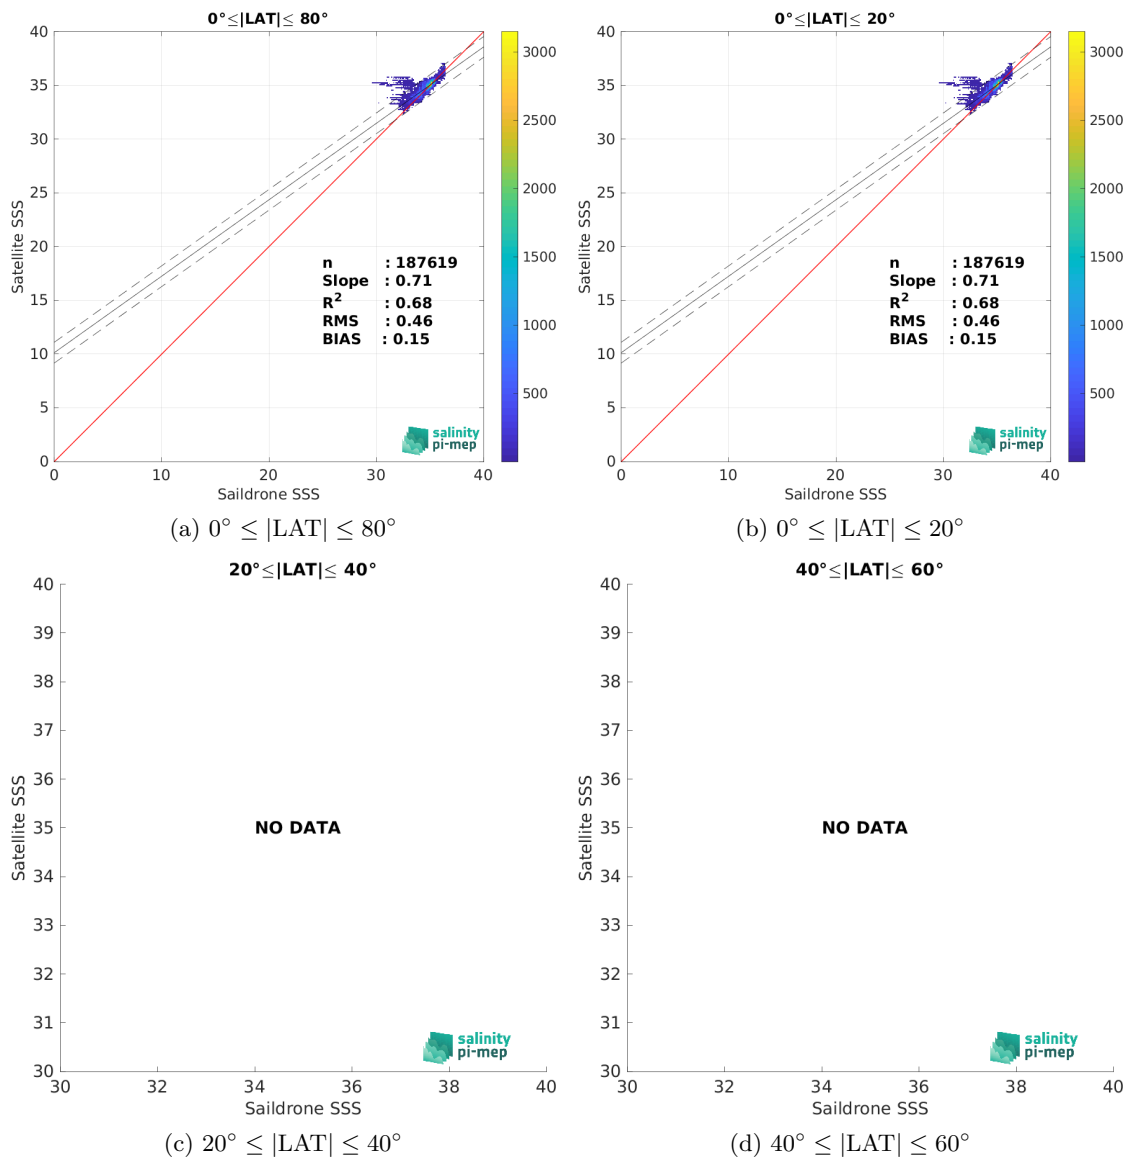 0°≤|LAT|≤ 80°
40
35
30
25
20
15
10
5
0
Satellite SSS
0
10
20
30
40
Saildrone SSS
3000
2500
2000
1500
1000
500
n : 187619
Slope : 0.71
R² : 0.68
RMS : 0.46
BIAS : 0.15
salinity
pi-mep
(a) 0° ≤ |LAT| ≤ 80°
0°≤|LAT|≤ 20°
40
35
30
25
20
15
10
5
0
Satellite SSS
0
10
20
30
40
Saildrone SSS
3000
2500
2000
1500
1000
500
n : 187619
Slope : 0.71
R² : 0.68
RMS : 0.46
BIAS : 0.15
salinity
pi-mep
(b) 0° ≤ |LAT| ≤ 20°
20°≤|LAT|≤ 40°
40
39
38
37
36
35
34
33
32
31
30
Satellite SSS
NO DATA
30
32
34
36
38
40
Saildrone SSS
salinity
pi-mep
(c) 20° ≤ |LAT| ≤ 40°
40°≤|LAT|≤ 60°
40
39
38
37
36
35
34
33
32
31
30
Satellite SSS
NO DATA
30
32
34
36
38
40
Saildrone SSS
salinity
pi-mep
(d) 40° ≤ |LAT| ≤ 60°